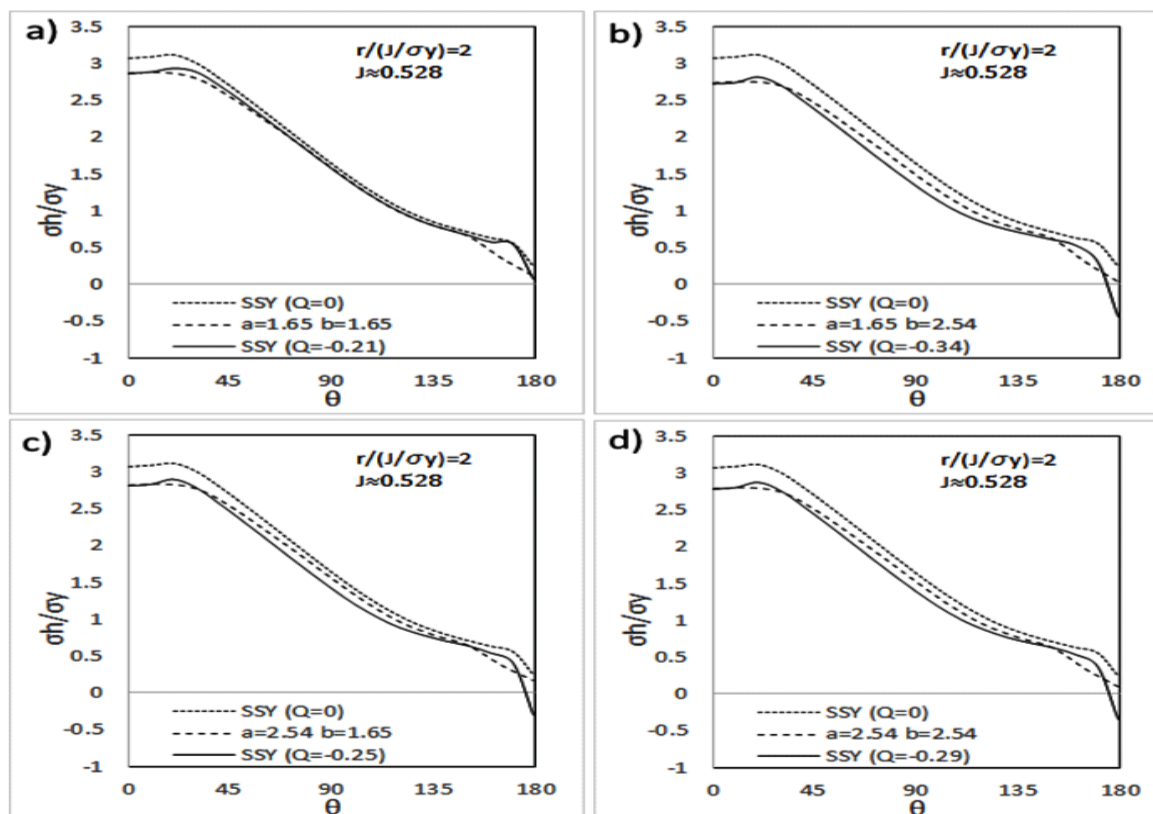 a)
r/(J/σy)=2
J≈0.528
σh/σy
3.5
3
2.5
2
1.5
1
0.5
0
-0.5
-1
SSY (Q=0)
a=1.65 b=1.65
SSY (Q=-0.21)
0 45 90 135 180
Θ
b)
r/(J/σy)=2
J≈0.528
σh/σy
3.5
3
2.5
2
1.5
1
0.5
0
-0.5
-1
SSY (Q=0)
a=1.65 b=2.54
SSY (Q=-0.34)
0 45 90 135 180
Θ
c)
r/(J/σy)=2
J≈0.528
σh/σy
3.5
3
2.5
2
1.5
1
0.5
0
-0.5
-1
SSY (Q=0)
a=2.54 b=1.65
SSY (Q=-0.25)
0 45 90 135 180
Θ
d)
r/(J/σy)=2
J≈0.528
σh/σy
3.5
3
2.5
2
1.5
1
0.5
0
-0.5
-1
SSY (Q=0)
a=2.54 b=2.54
SSY (Q=-0.29)
0 45 90 135 180
Θ